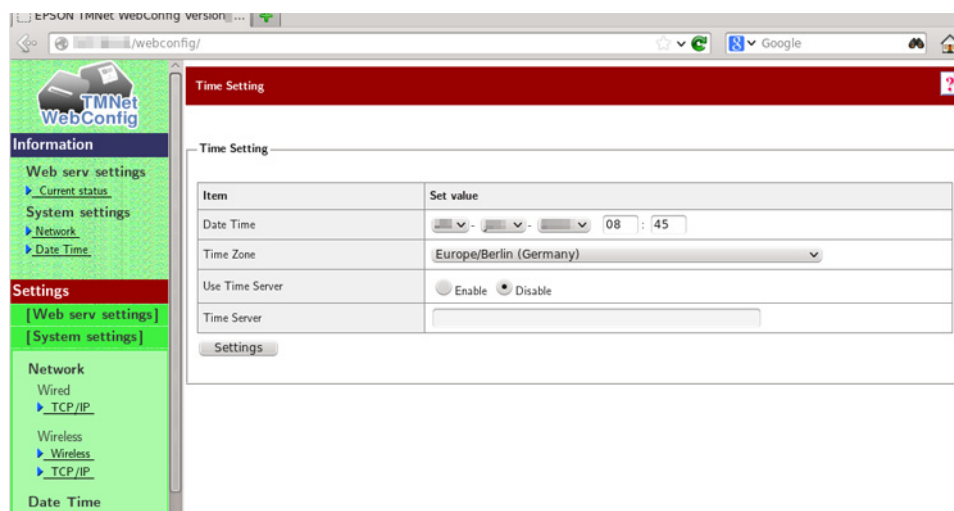 EPSON TMNet WebConfig Version ...
/webconfig/
Google
TMNet
WebConfig
Time Setting
?
Information
Web serv settings
Current status
System settings
Network
Date Time
Settings
[Web serv settings]
[System settings]
Network
Wired
TCP/IP
Wireless
Wireless
TCP/IP
Date Time
Time Setting
Item Set value
Date Time - - 08 : 45
Time Zone Europe/Berlin (Germany)
Use Time Server Enable Disable
Time Server
Settings